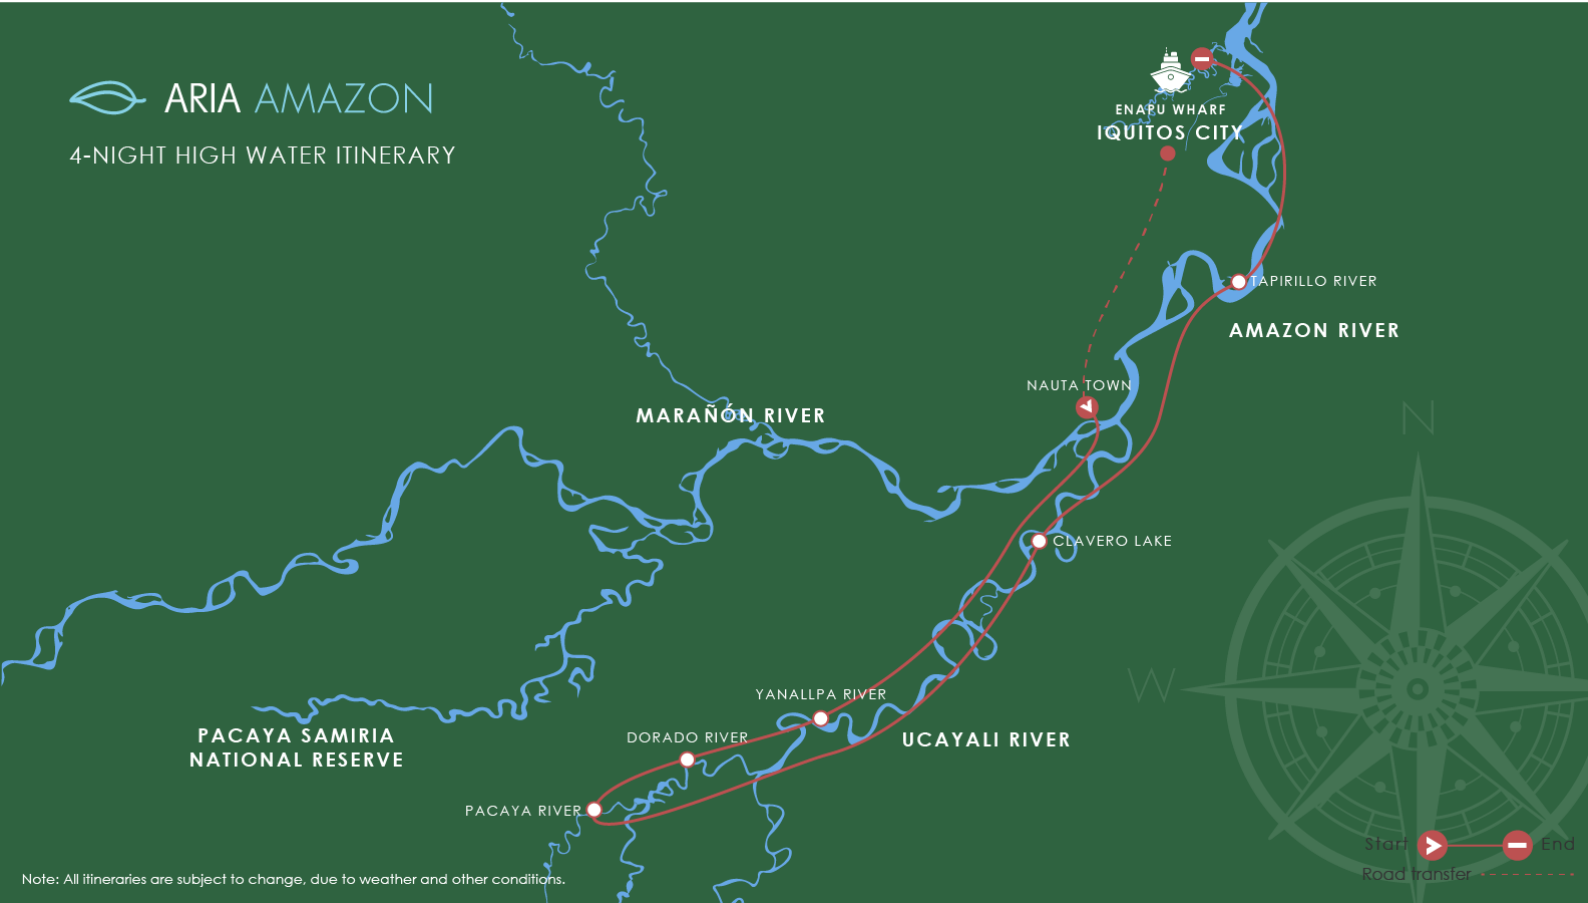 ARIA AMAZON
4-NIGHT HIGH WATER ITINERARY
ENAPU WHARF
IQUITOS CITY
TAPIRILLO RIVER
AMAZON RIVER
NAUTA TOWN
MARAÑÓN RIVER
N
CLAVERO LAKE
W
YANALLPA RIVER
PACAYA SAMIRIA
NATIONAL RESERVE
DORADO RIVER
UCAYALI RIVER
PACAYA RIVER
Start
End
Road transfer
Note: All itineraries are subject to change, due to weather and other conditions.